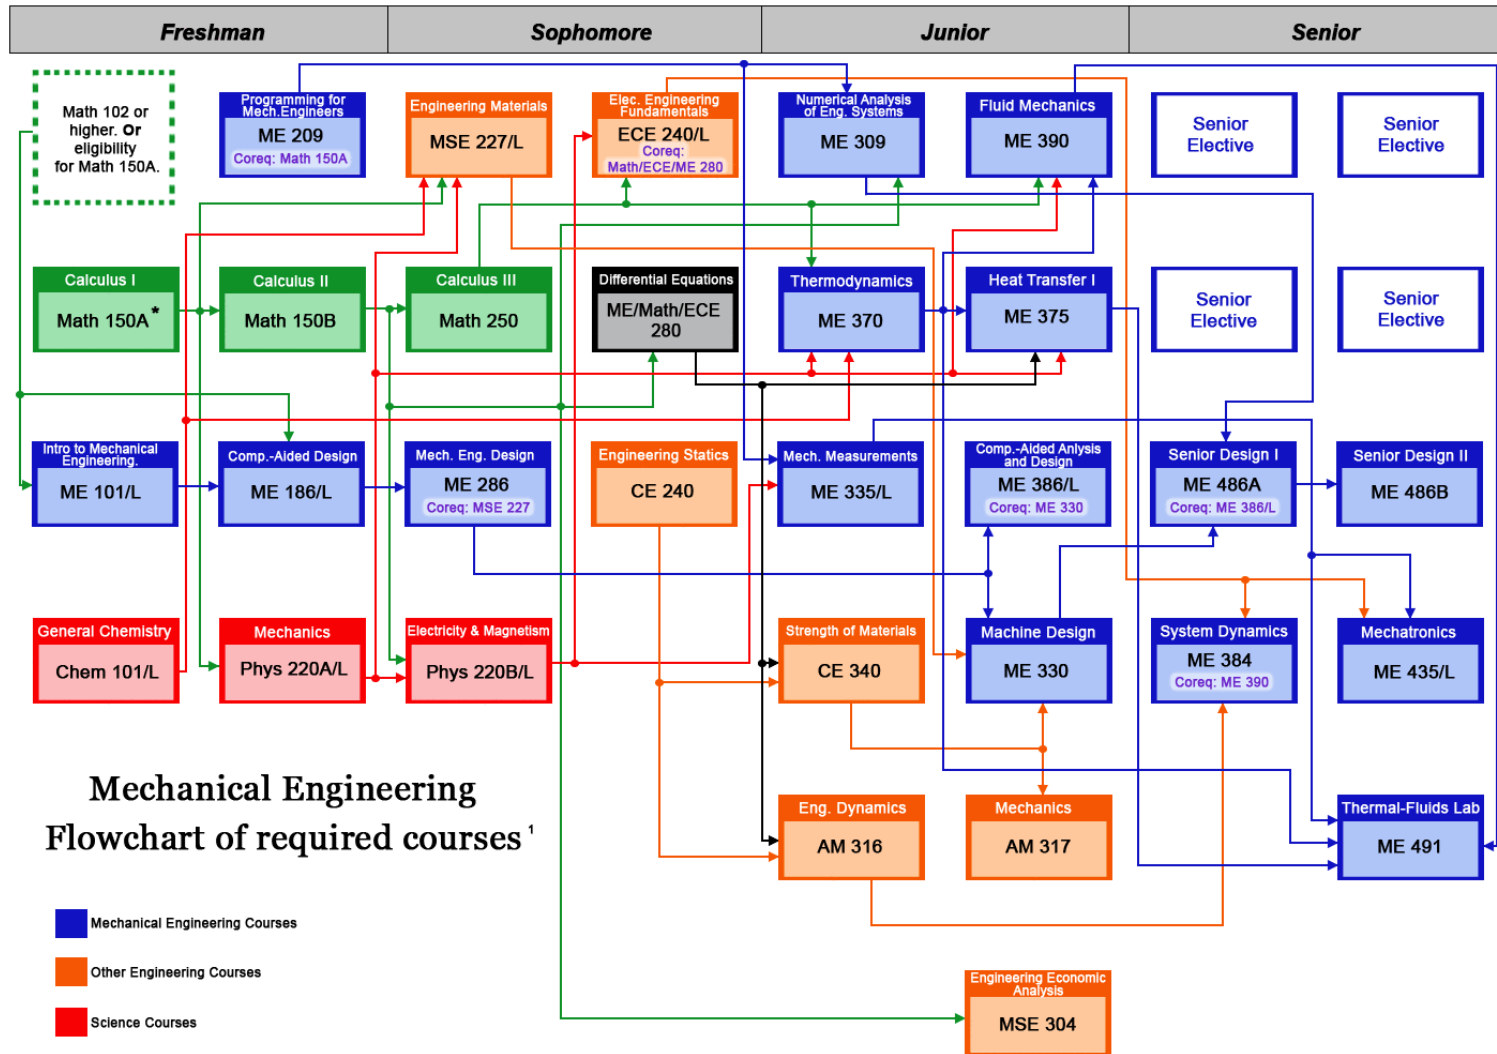 Freshman
Sophomore
Junior
Senior
Math 102 or
higher. Or
eligibility
for Math 150A.
Programming for
Mech.Engineers
ME 209
Coreq: Math 150A
Engineering Materials
MSE 227/L
Elec. Engineering
Fundamentals
ECE 240/L
Coreq:
Math/ECE/ME 280
Numerical Analysis
of Eng. Systems
ME 309
Fluid Mechanics
ME 390
Senior
Elective
Senior
Elective
Calculus I
Math 150A*
Calculus II
Math 150B
Calculus III
Math 250
Differential Equations
ME/Math/ECE
280
Thermodynamics
ME 370
Heat Transfer I
ME 375
Senior
Elective
Senior
Elective
Intro to Mechanical
Engineering.
ME 101/L
Comp.-Aided Design
ME 186/L
Mech. Eng. Design
ME 286
Coreq: MSE 227
Engineering Statics
CE 240
Mech. Measurements
ME 335/L
Comp.-Aided Anlysis
and Design
ME 386/L
Coreq: ME 330
Senior Design I
ME 486A
Coreq: ME 386/L
Senior Design II
ME 486B
General Chemistry
Chem 101/L
Mechanics
Phys 220A/L
Electricity & Magnetism
Phys 220B/L
Strength of Materials
CE 340
Machine Design
ME 330
System Dynamics
ME 384
Coreq: ME 390
Mechatronics
ME 435/L
Mechanical Engineering
Flowchart of required courses ¹
Eng. Dynamics
AM 316
Mechanics
AM 317
Thermal-Fluids Lab
ME 491
Mechanical Engineering Courses
Other Engineering Courses
Science Courses
Engineering Economic
Analysis
MSE 304